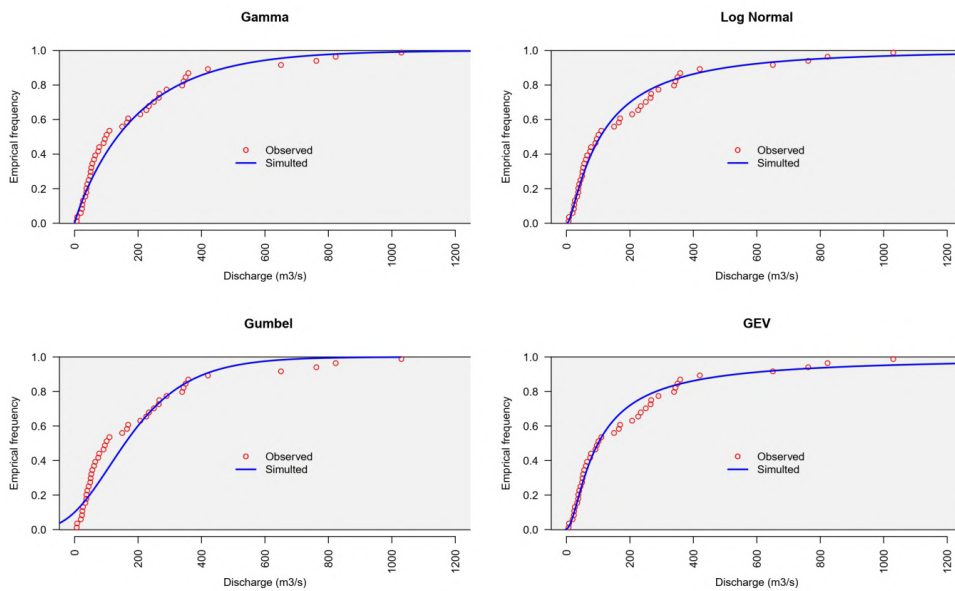 Gamma
Emprical frequency
1.0
0.8
0.6
0.4
0.2
0.0
Observed
Simulted
0
200
400
600
800
1000
1200
Discharge (m3/s)
Log Normal
Emprical frequency
1.0
0.8
0.6
0.4
0.2
0.0
Observed
Simulted
0
200
400
600
800
1000
1200
Discharge (m3/s)
Gumbel
Emprical frequency
1.0
0.8
0.6
0.4
0.2
0.0
Observed
Simulted
0
200
400
600
800
1000
1200
Discharge (m3/s)
GEV
Emprical frequency
1.0
0.8
0.6
0.4
0.2
0.0
Observed
Simulted
0
200
400
600
800
1000
1200
Discharge (m3/s)